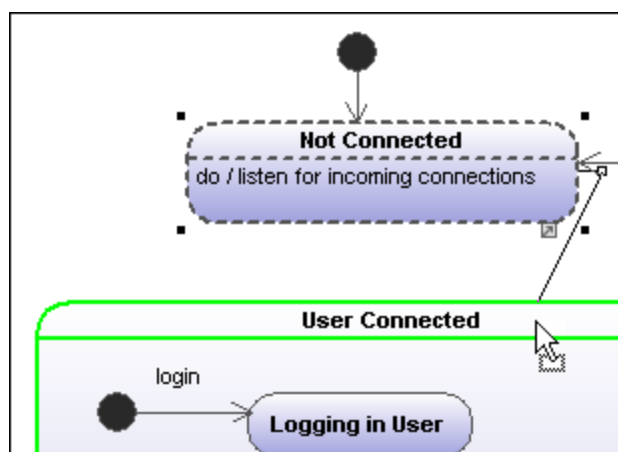 Not Connected
do / listen for incoming connections
User Connected
login
Logging in User